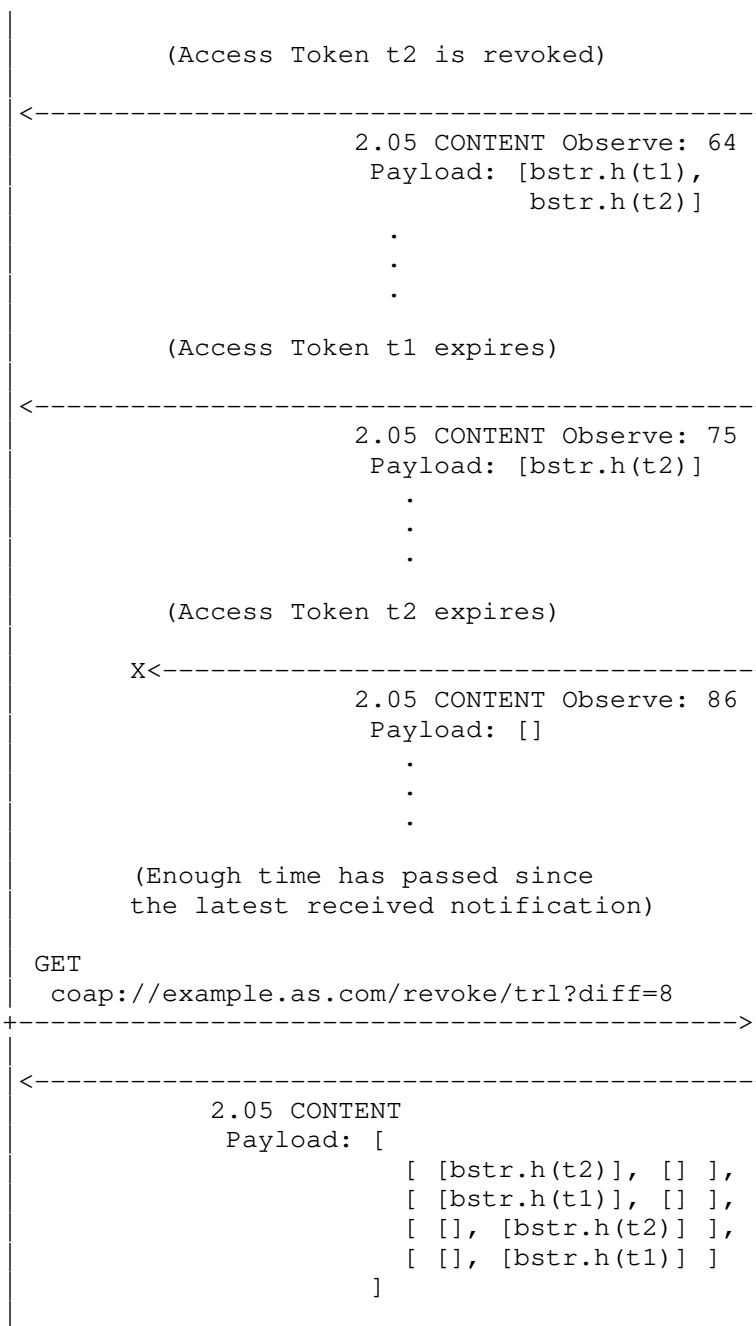 (Access Token t2 is revoked)
<---------------------------------------------
2.05 CONTENT Observe: 64
Payload: [bstr.h(t1),
bstr.h(t2)]
.
.
.
(Access Token t1 expires)
<---------------------------------------------
2.05 CONTENT Observe: 75
Payload: [bstr.h(t2)]
.
.
.
(Access Token t2 expires)
X<-------------------------------------
2.05 CONTENT Observe: 86
Payload: []
.
.
.
(Enough time has passed since
the latest received notification)
GET
coap://example.as.com/revoke/trl?diff=8
+--------------------------------------------->
<---------------------------------------------
2.05 CONTENT
Payload: [
[ [bstr.h(t2)], [] ],
[ [bstr.h(t1)], [] ],
[ [], [bstr.h(t2)] ],
[ [], [bstr.h(t1)] ]
]